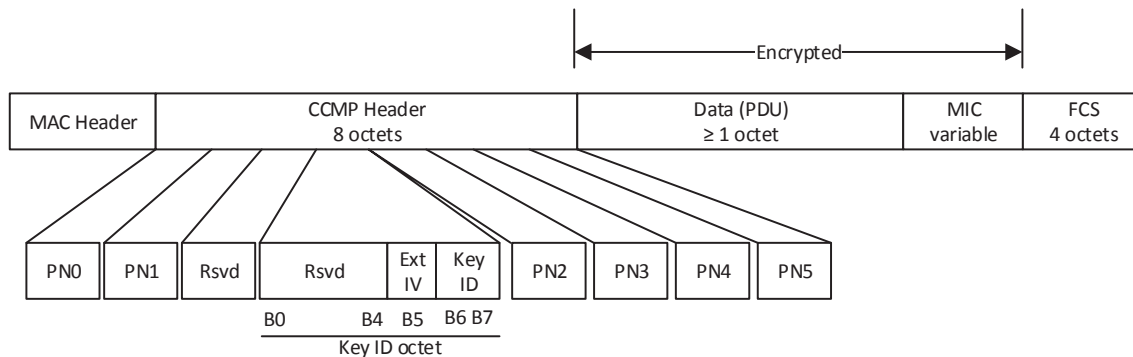 Encrypted
MAC Header
CCMP Header
8 octets
Data (PDU)
≥ 1 octet
MIC
variable
FCS
4 octets
PN0
PN1
Rsvd
Rsvd
Ext
IV
Key
ID
PN2
PN3
PN4
PN5
B0
B4
B5
B6 B7
Key ID octet